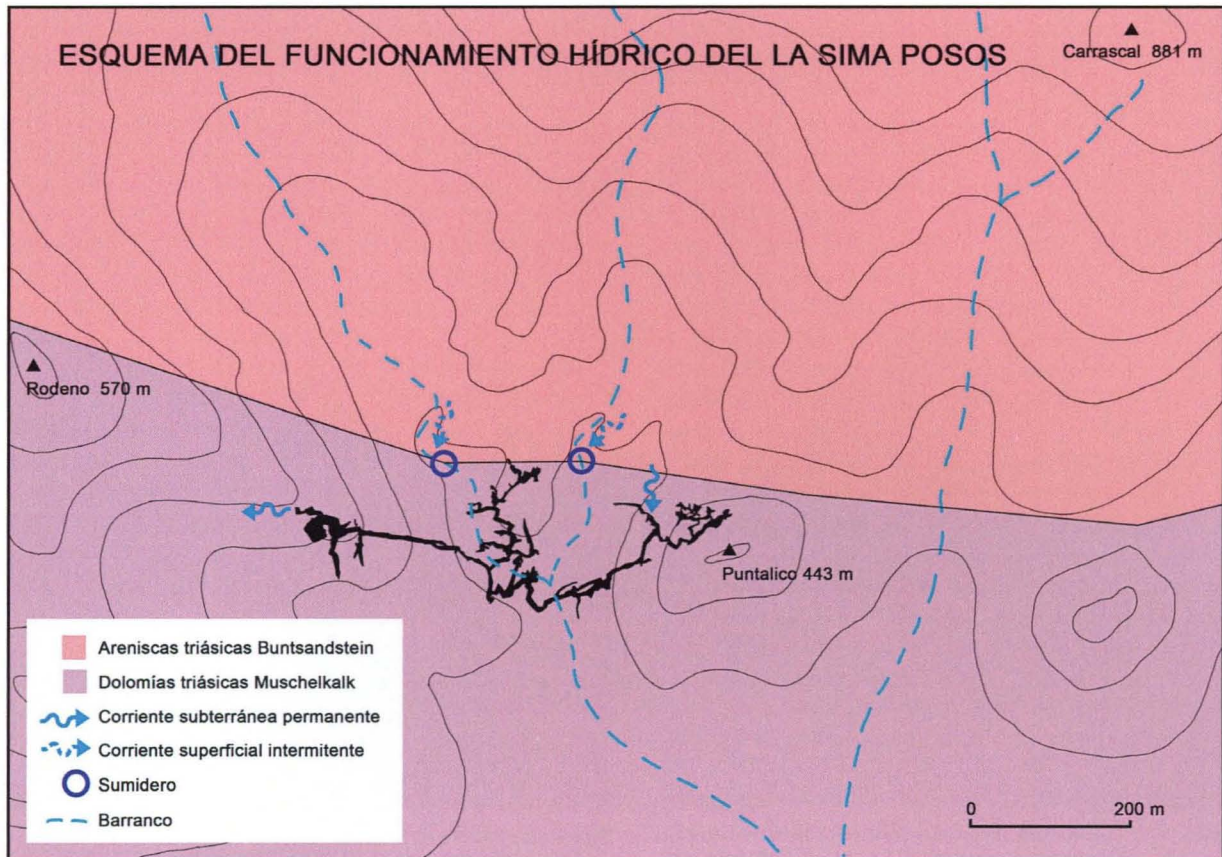 ESQUEMA DEL FUNCIONAMIENTO HÍDRICO DEL LA SIMA POSOS
Carrascal 881 m
Rodeno 570 m
Puntalico 443 m
Areniscas triásicas Buntsandstein
Dolomías triásicas Muschelkalk
Corriente subterránea permanente
Corriente superficial intermitente
Sumidero
Barranco
0 200 m